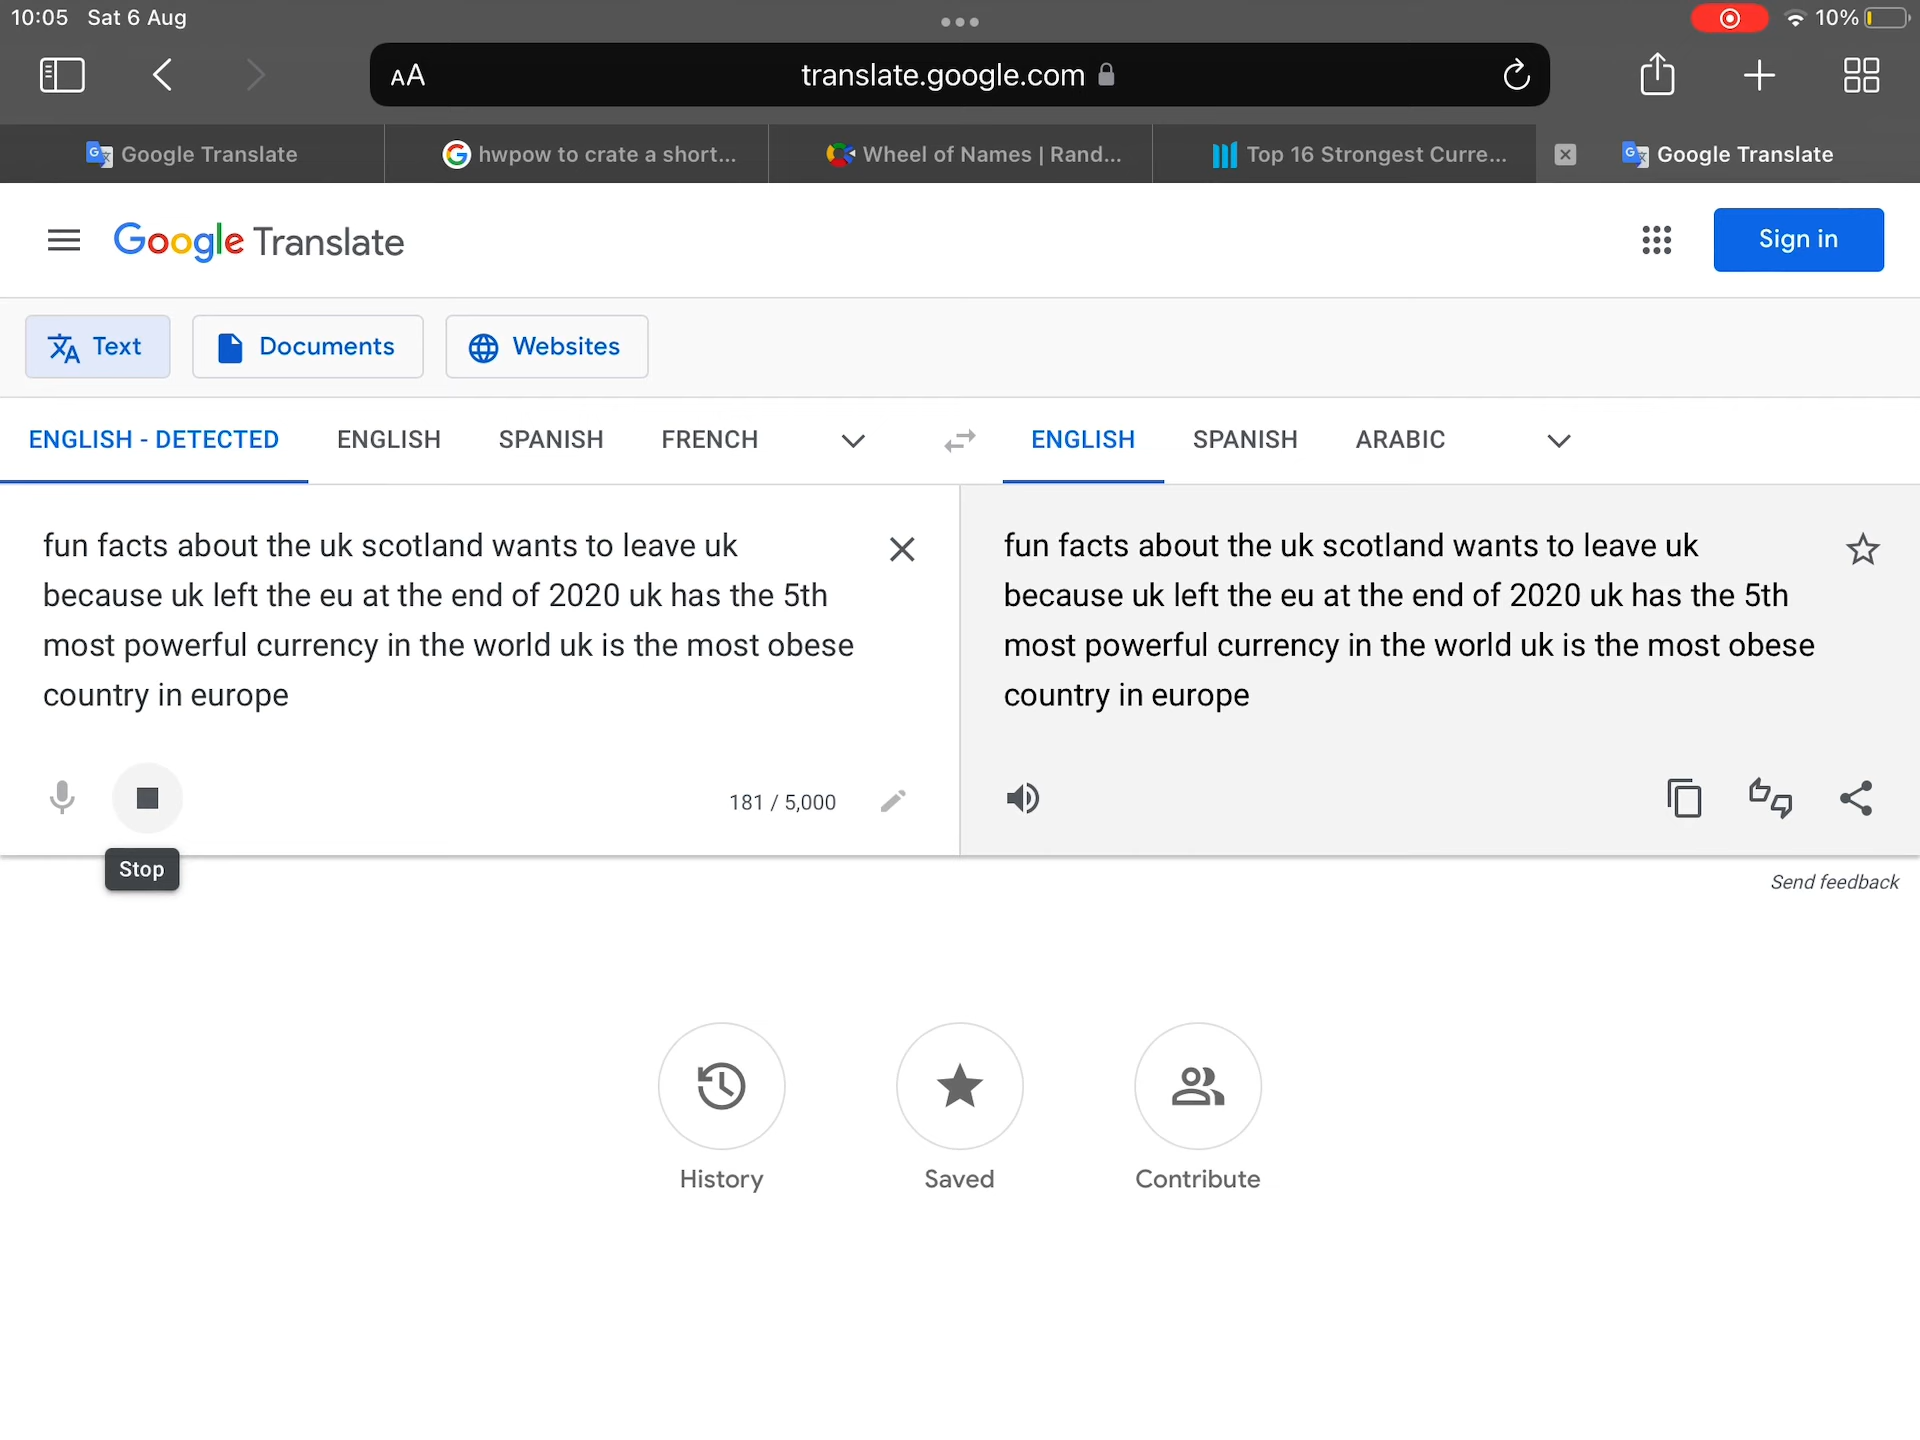 10:05 Sat 6 Aug
10%
AA
translate.google.com
Google Translate
hwpow to crate a short...
Wheel of Names | Rand...
Top 16 Strongest Curre...
Google Translate
Google Translate
Sign in
Text
Documents
Websites
ENGLISH - DETECTED
ENGLISH
SPANISH
FRENCH
ENGLISH
SPANISH
ARABIC
fun facts about the uk scotland wants to leave uk
because uk left the eu at the end of 2020 uk has the 5th
most powerful currency in the world uk is the most obese
country in europe
fun facts about the uk scotland wants to leave uk
because uk left the eu at the end of 2020 uk has the 5th
most powerful currency in the world uk is the most obese
country in europe
181 / 5,000
Stop
Send feedback
History
Saved
Contribute